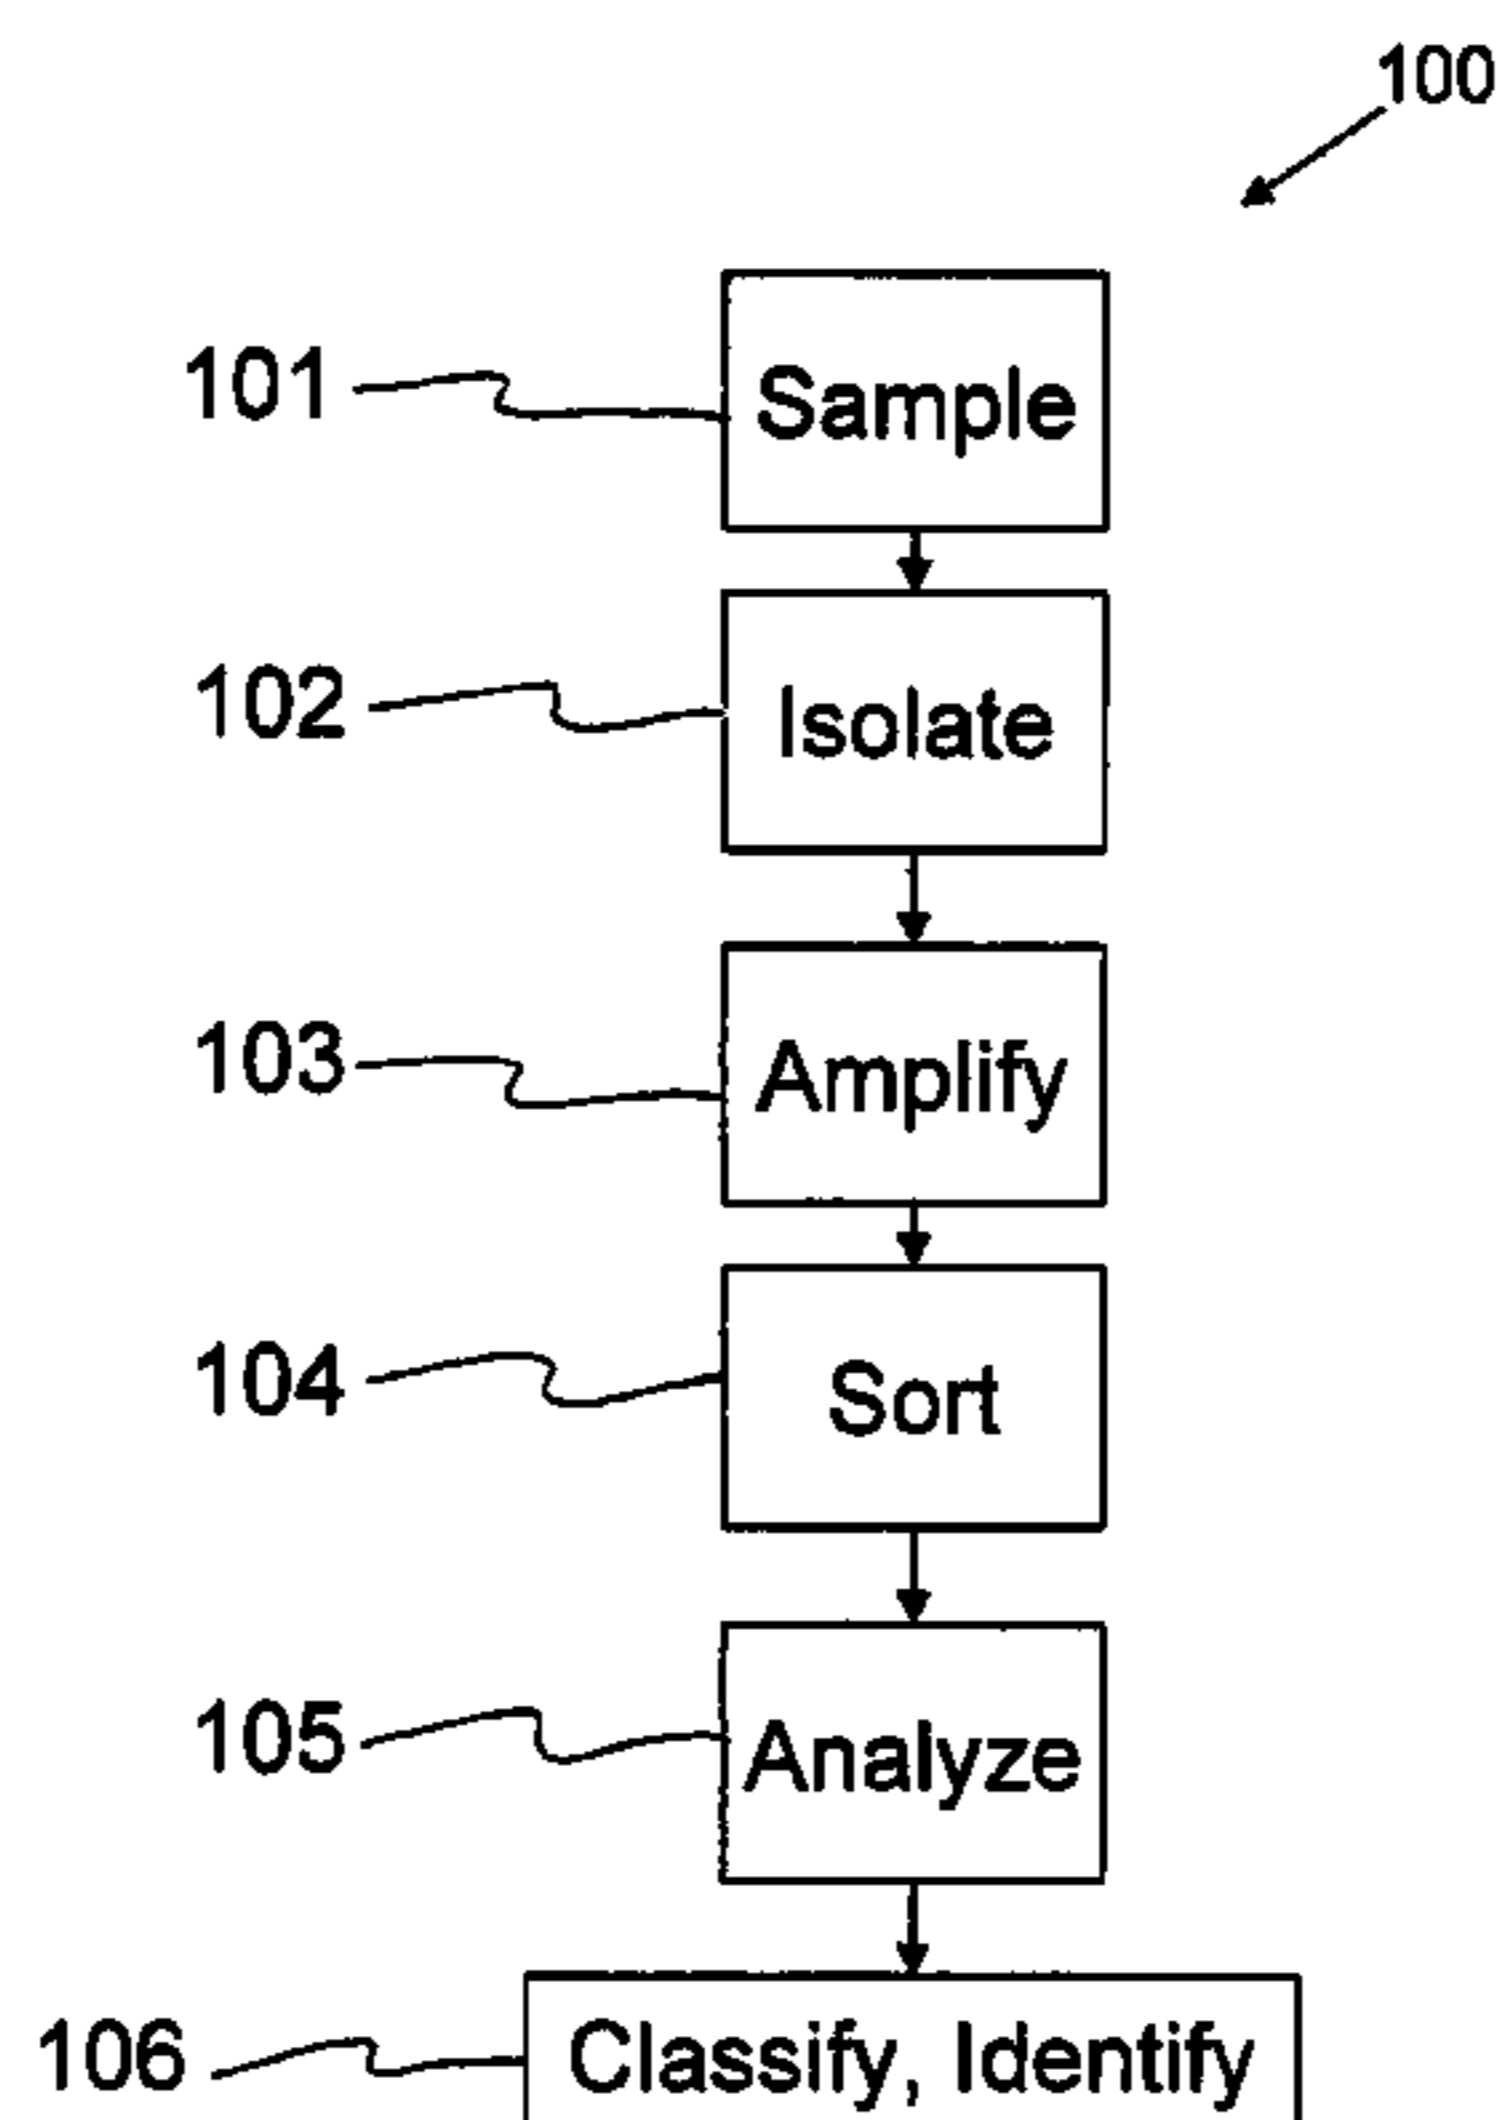 100
101
Sample
102
Isolate
103
Amplify
104
Sort
105
Analyze
106
Classify, Identify